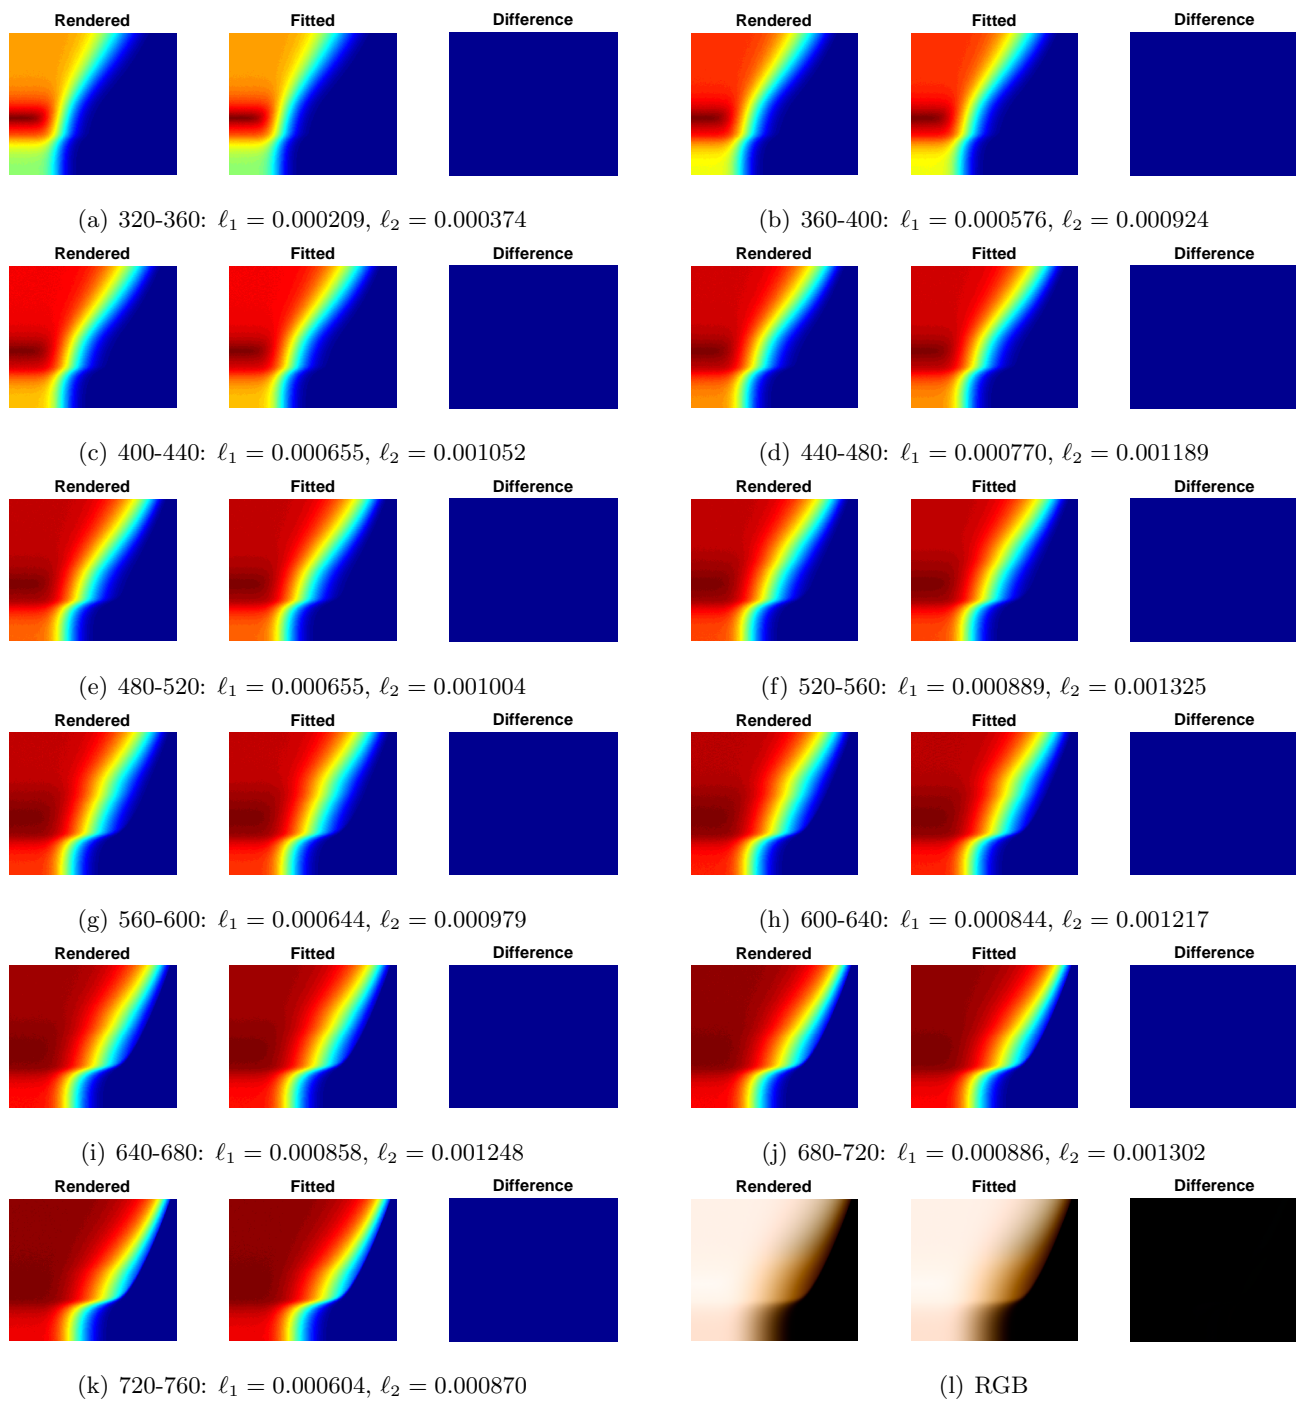 Rendered Fitted Difference Rendered Fitted Difference
(a) 320-360: ℓ1 = 0.000209, ℓ2 = 0.000374 (b) 360-400: ℓ1 = 0.000576, ℓ2 = 0.000924
Rendered Fitted Difference Rendered Fitted Difference
(c) 400-440: ℓ1 = 0.000655, ℓ2 = 0.001052 (d) 440-480: ℓ1 = 0.000770, ℓ2 = 0.001189
Rendered Fitted Difference Rendered Fitted Difference
(e) 480-520: ℓ1 = 0.000655, ℓ2 = 0.001004 (f) 520-560: ℓ1 = 0.000889, ℓ2 = 0.001325
Rendered Fitted Difference Rendered Fitted Difference
(g) 560-600: ℓ1 = 0.000644, ℓ2 = 0.000979 (h) 600-640: ℓ1 = 0.000844, ℓ2 = 0.001217
Rendered Fitted Difference Rendered Fitted Difference
(i) 640-680: ℓ1 = 0.000858, ℓ2 = 0.001248 (j) 680-720: ℓ1 = 0.000886, ℓ2 = 0.001302
Rendered Fitted Difference Rendered Fitted Difference
(k) 720-760: ℓ1 = 0.000604, ℓ2 = 0.000870 (l) RGB